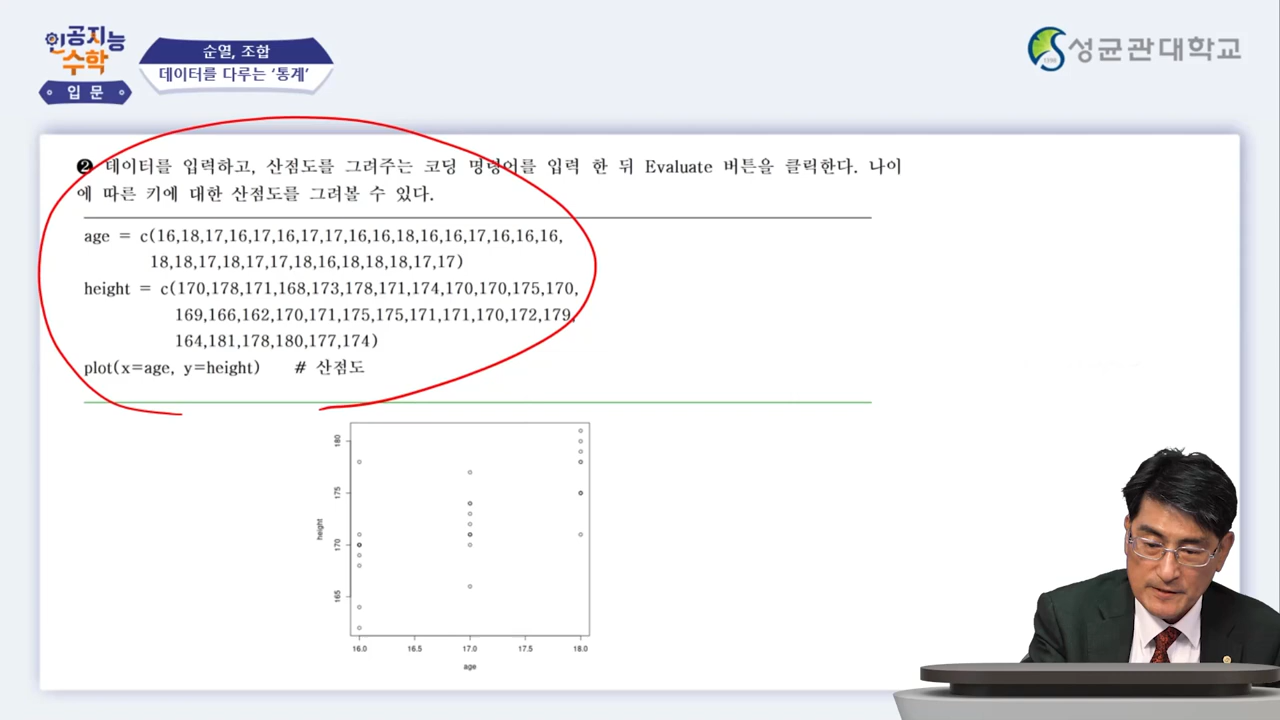 인공지능
수학
입문
순열, 조합
데이터를 다루는 '통계'
성균관대학교
❷ 데이터를 입력하고, 산점도를 그려주는 코딩 명령어를 입력 한 뒤 Evaluate 버튼을 클릭한다. 나이
에 따른 키에 대한 산점도를 그려볼 수 있다.
age = c(16,18,17,16,17,16,17,17,16,16,18,16,16,17,16,16,16,
18,18,17,18,17,17,18,16,18,18,18,17,17)
height = c(170,178,171,168,173,178,171,174,170,170,175,170,
169,166,162,170,171,175,175,171,171,170,172,179,
164,181,178,180,177,174)
plot(x=age, y=height) # 산점도
180
175
170
165
height
16.0 16.5 17.0 17.5 18.0
age